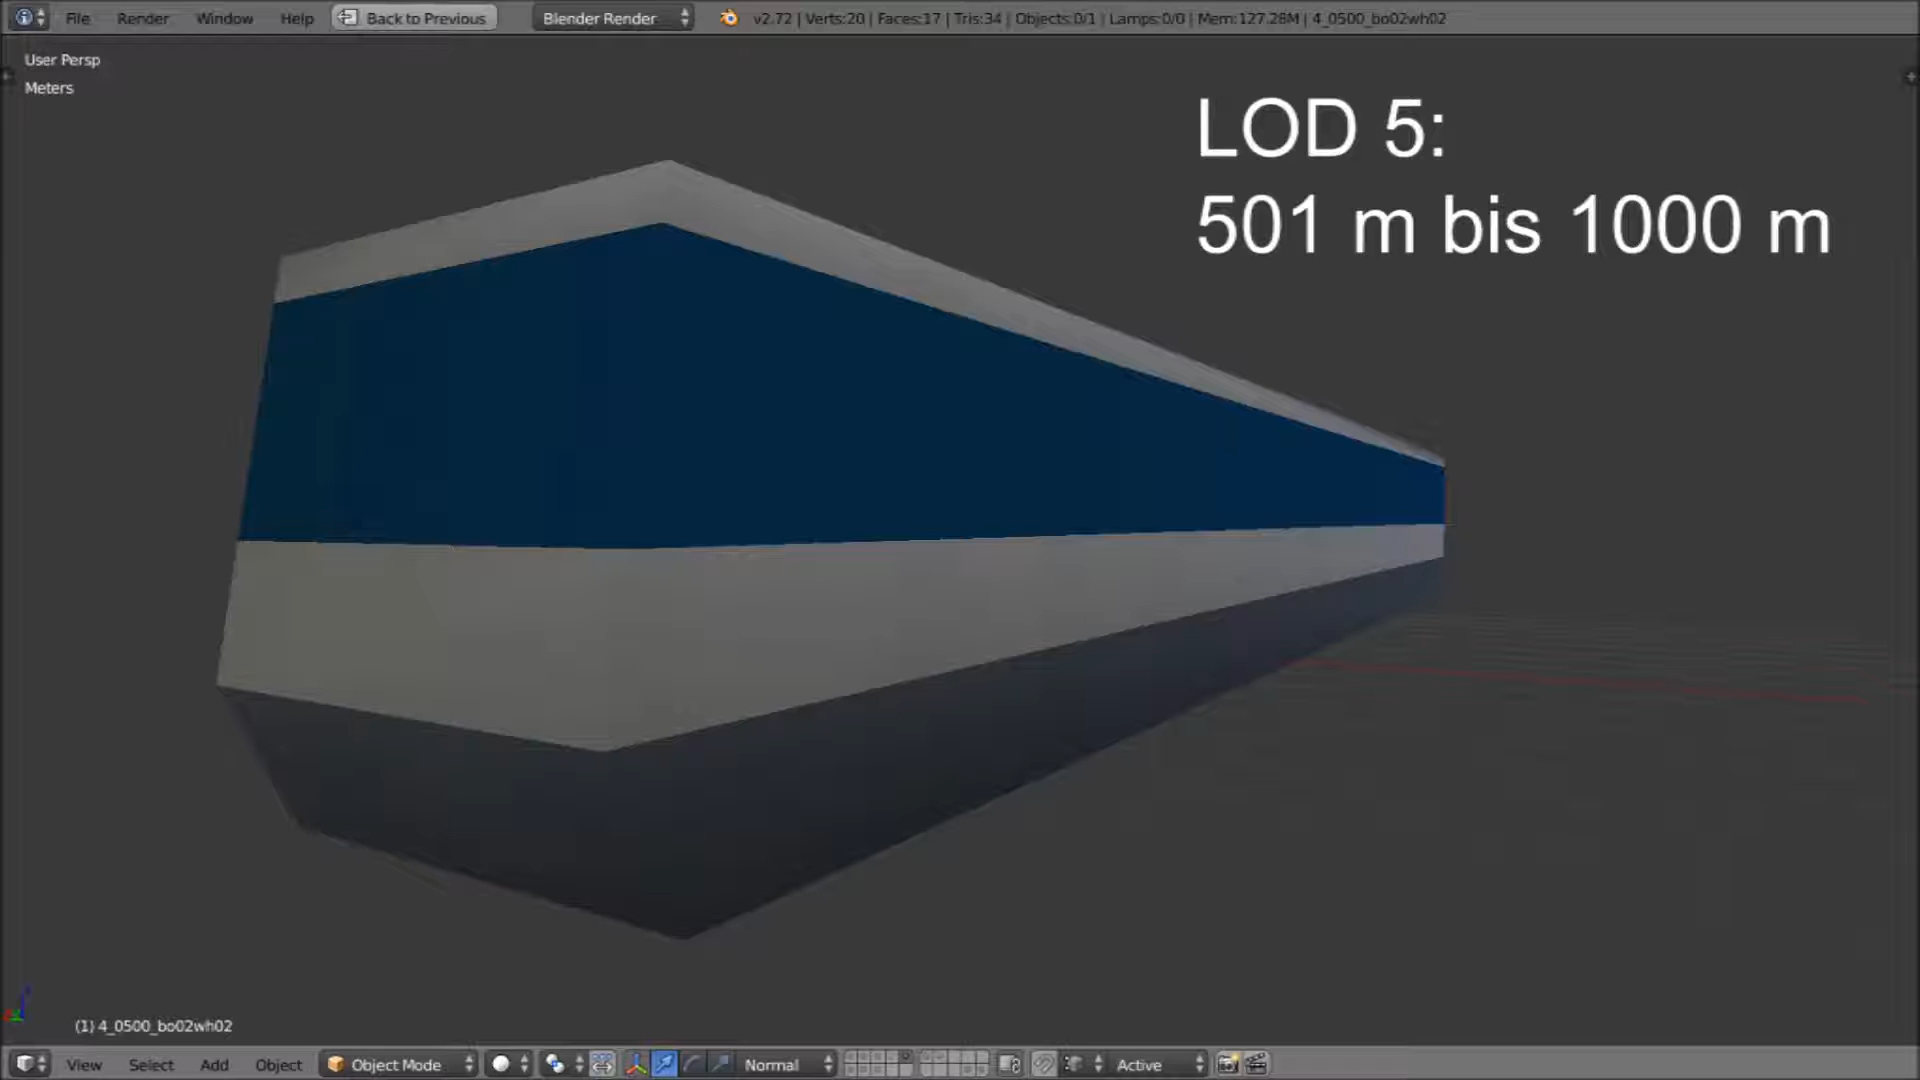 File Render Window Help Back to Previous Blender Render v2.72 | Verts:20 | Faces:17 | Tris:34 | Objects:0/1 | Lamps:0/0 | Mem:127.28M | 4_0500_bo02wh02
User Persp
Meters
LOD 5:
501 m bis 1000 m
(1) 4_0500_bo02wh02
View Select Add Object Object Mode Normal Active